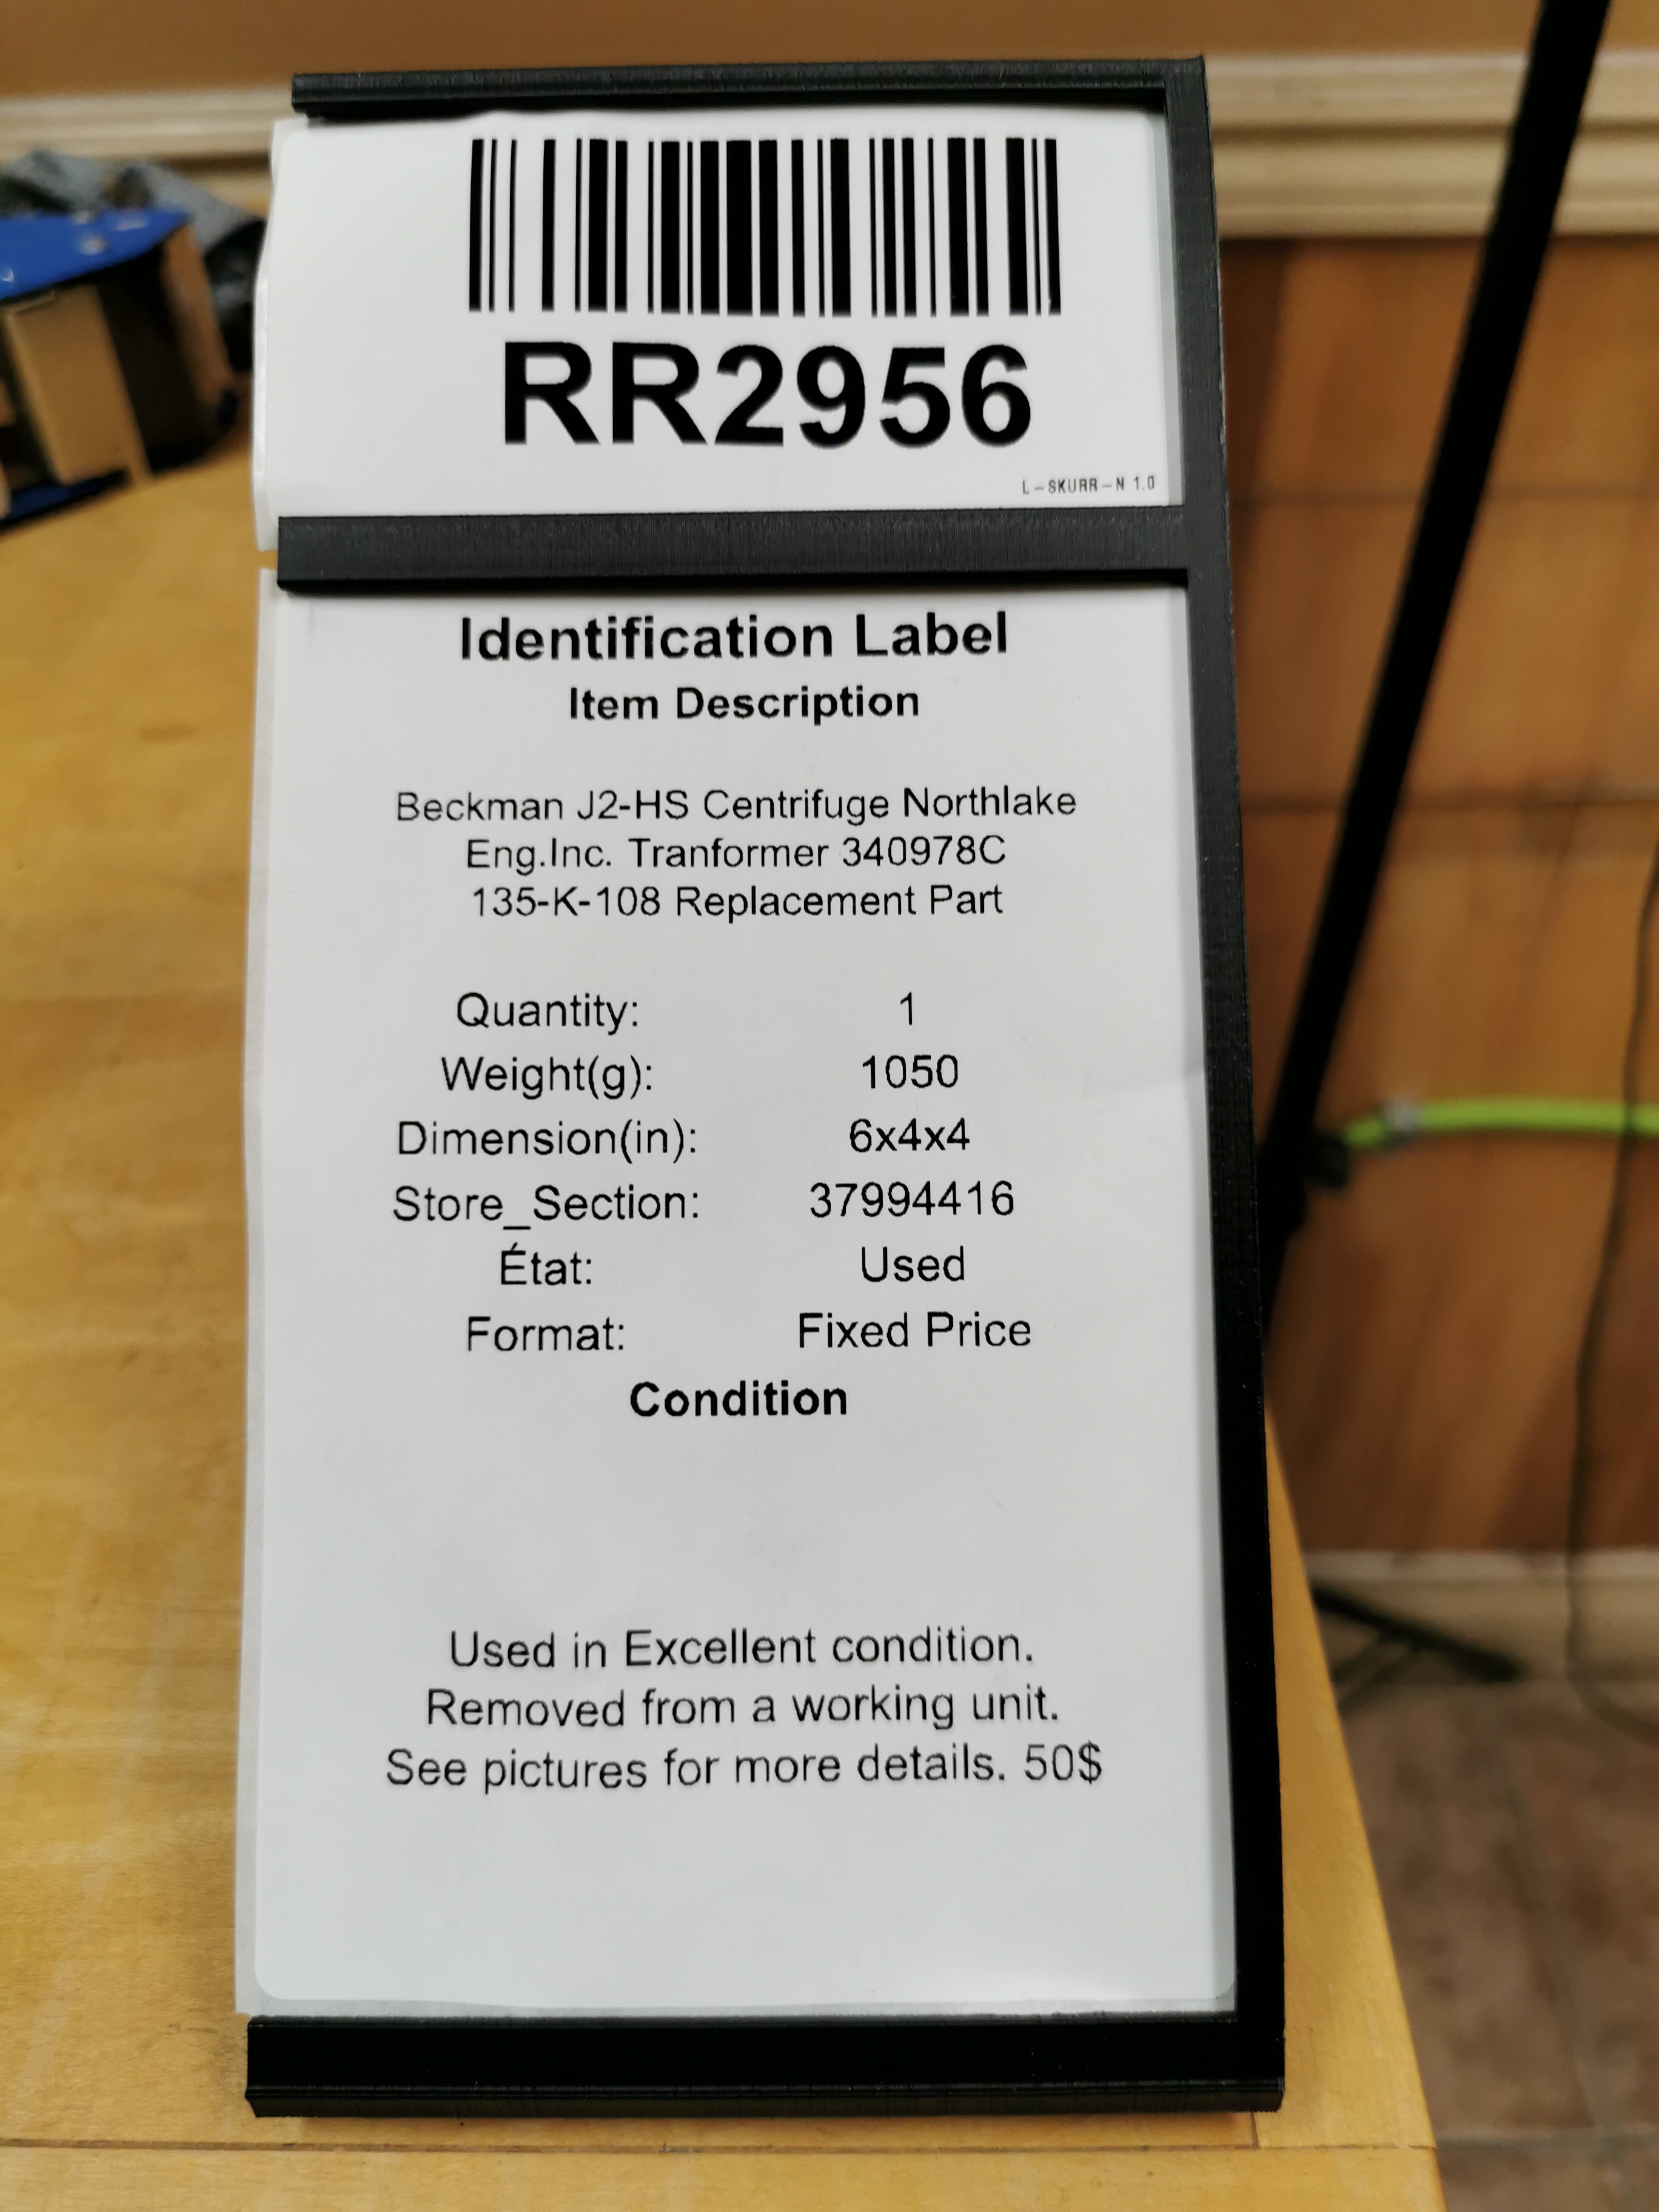 RR2956
L-SKURR-N 1.0
Identification Label
Item Description
Beckman J2-HS Centrifuge Northlake
Eng.Inc. Tranformer 340978C
135-K-108 Replacement Part
Quantity: 1
Weight(g): 1050
Dimension(in): 6x4x4
Store_Section: 37994416
État: Used
Format: Fixed Price
Condition
Used in Excellent condition.
Removed from a working unit.
See pictures for more details. 50$